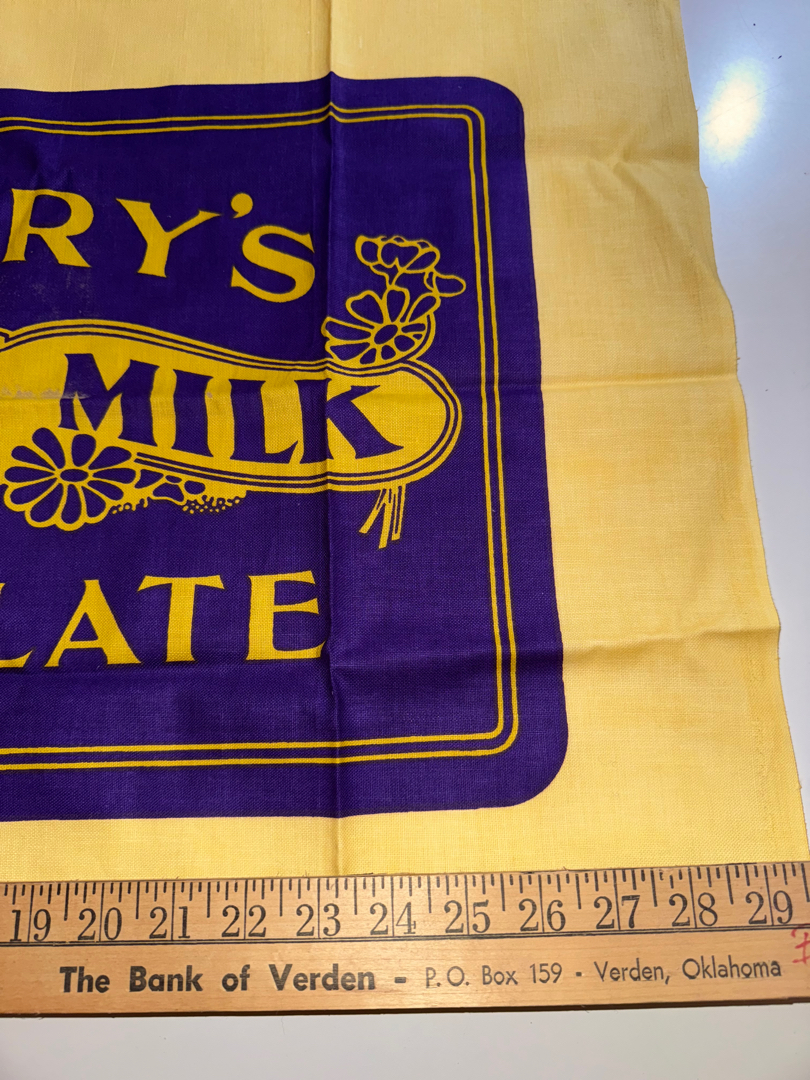 RY'S
MILK
LATE
19 20 21 22 23 24 25 26 27 28 29
The Bank of Verden - P.O. Box 159 - Verden, Oklahoma